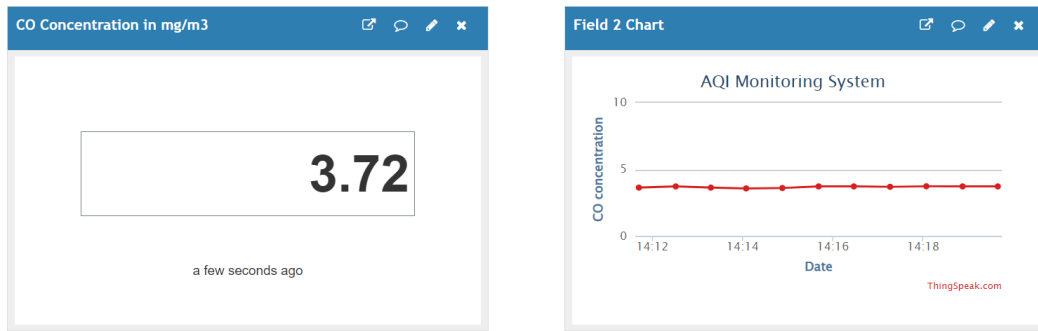 CO Concentration in mg/m3
3.72
a few seconds ago
Field 2 Chart
AQI Monitoring System
CO concentration
10
5
0
14:12 14:14 14:16 14:18
Date
ThingSpeak.com